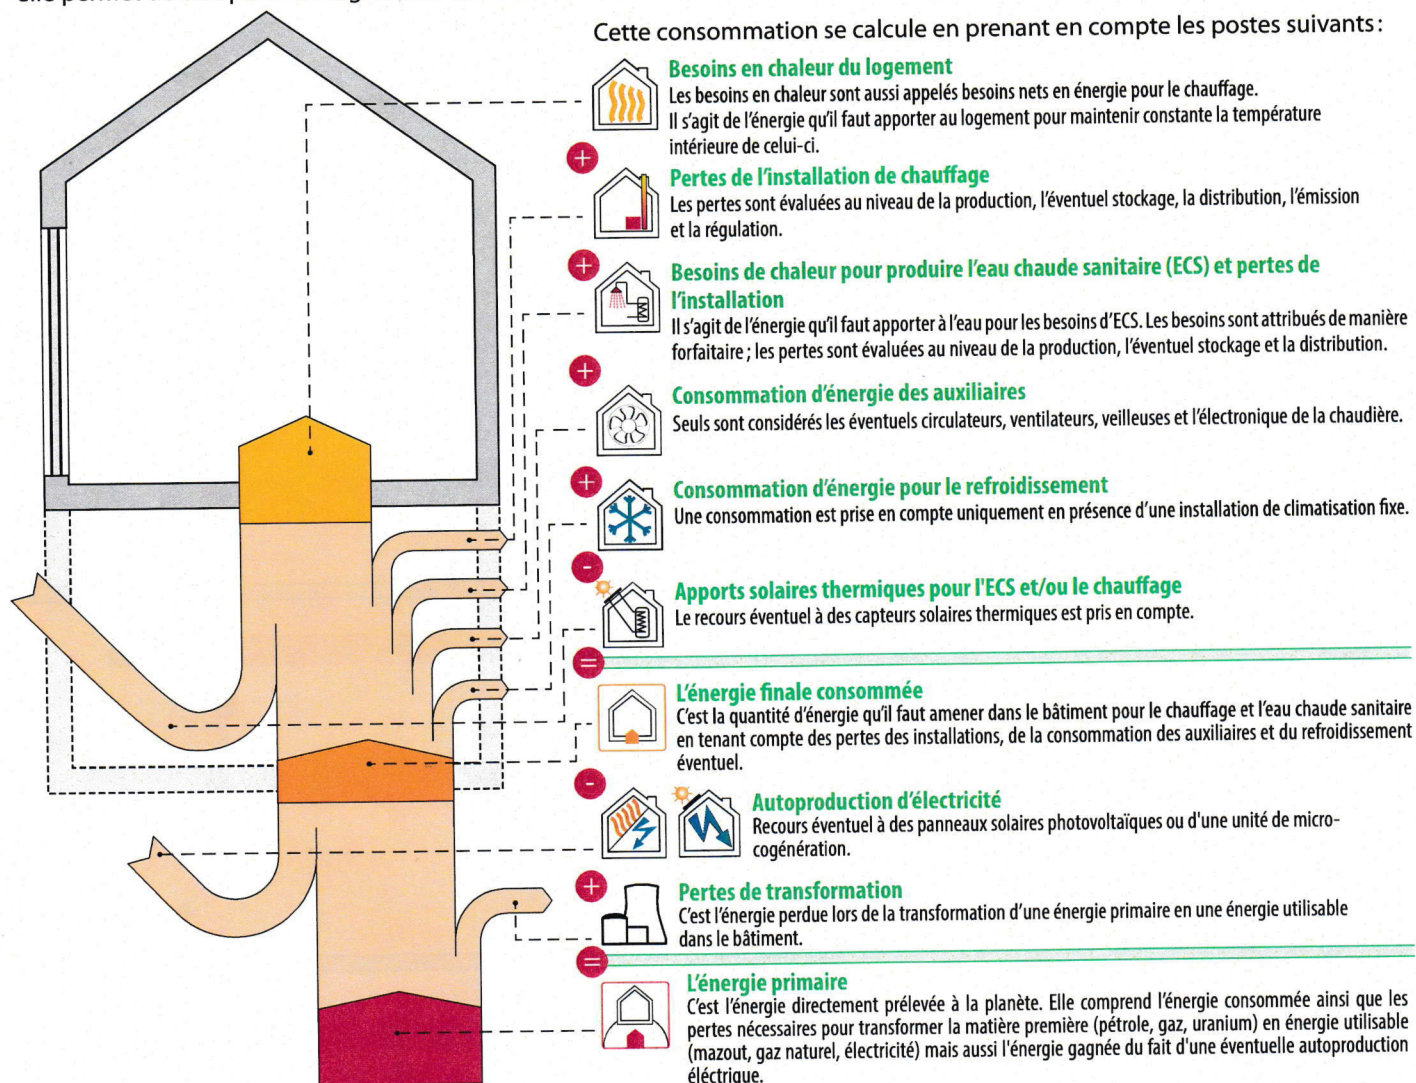 Cette consommation se calcule en prenant en compte les postes suivants :
Besoins en chaleur du logement
Les besoins en chaleur sont aussi appelés besoins nets en énergie pour le chauffage.
Il s'agit de l'énergie qu'il faut apporter au logement pour maintenir constante la température
intérieure de celui-ci.
+
Pertes de l'installation de chauffage
Les pertes sont évaluées au niveau de la production, l'éventuel stockage, la distribution, l'émission
et la régulation.
+
Besoins de chaleur pour produire l'eau chaude sanitaire (ECS) et pertes de
l'installation
Il s'agit de l'énergie qu'il faut apporter à l'eau pour les besoins d'ECS. Les besoins sont attribués de manière
forfaitaire ; les pertes sont évaluées au niveau de la production, l'éventuel stockage et la distribution.
+
Consommation d'énergie des auxiliaires
Seuls sont considérés les éventuels circulateurs, ventilateurs, veilleuses et l'électronique de la chaudière.
+
Consommation d'énergie pour le refroidissement
Une consommation est prise en compte uniquement en présence d'une installation de climatisation fixe.
-
Apports solaires thermiques pour l'ECS et/ou le chauffage
Le recours éventuel à des capteurs solaires thermiques est pris en compte.
=
L'énergie finale consommée
C'est la quantité d'énergie qu'il faut amener dans le bâtiment pour le chauffage et l'eau chaude sanitaire
en tenant compte des pertes des installations, de la consommation des auxiliaires et du refroidissement
éventuel.
-
Autoproduction d'électricité
Recours éventuel à des panneaux solaires photovoltaïques ou d'une unité de micro-
cogénération.
+
Pertes de transformation
C'est l'énergie perdue lors de la transformation d'une énergie primaire en une énergie utilisable
dans le bâtiment.
=
L'énergie primaire
C'est l'énergie directement prélevée à la planète. Elle comprend l'énergie consommée ainsi que les
pertes nécessaires pour transformer la matière première (pétrole, gaz, uranium) en énergie utilisable
(mazout, gaz naturel, électricité) mais aussi l'énergie gagnée du fait d'une éventuelle autoproduction
éléctrique.